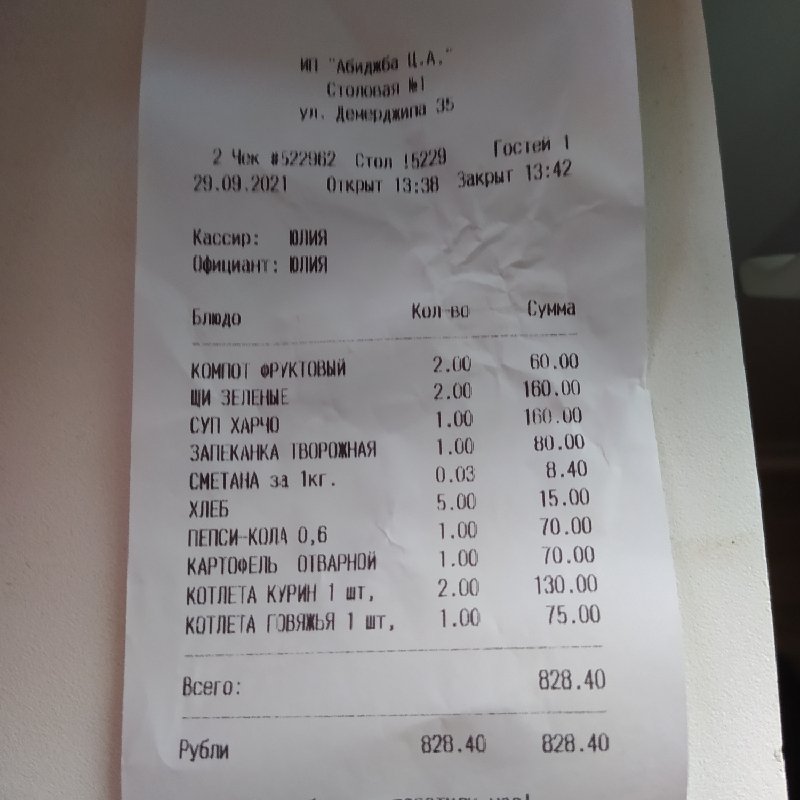 ИП "Абиджба Ц.А."
Столовая №1
ул. Демерджипа 35
2 Чек #522962 Стол !5229 Гостей 1
29.09.2021 Открыт 13:38 Закрыт 13:42
Кассир: ЮЛИЯ
Официант: ЮЛИЯ
Блюдо Кол-во Сумма
КОМПОТ ФРУКТОВЫЙ 2.00 60.00
ЩИ ЗЕЛЕНЫЕ 2.00 160.00
СУП ХАРЧО 1.00 160.00
ЗАПЕКАНКА ТВОРОЖНАЯ 1.00 80.00
СМЕТАНА за 1кг. 0.03 8.40
ХЛЕБ 5.00 15.00
ПЕПСИ-КОЛА 0,6 1.00 70.00
КАРТОФЕЛЬ ОТВАРНОЙ 1.00 70.00
КОТЛЕТА КУРИН 1 шт, 2.00 130.00
КОТЛЕТА ГОВЯЖЬЯ 1 шт, 1.00 75.00
Всего: 828.40
Рубли 828.40 828.40